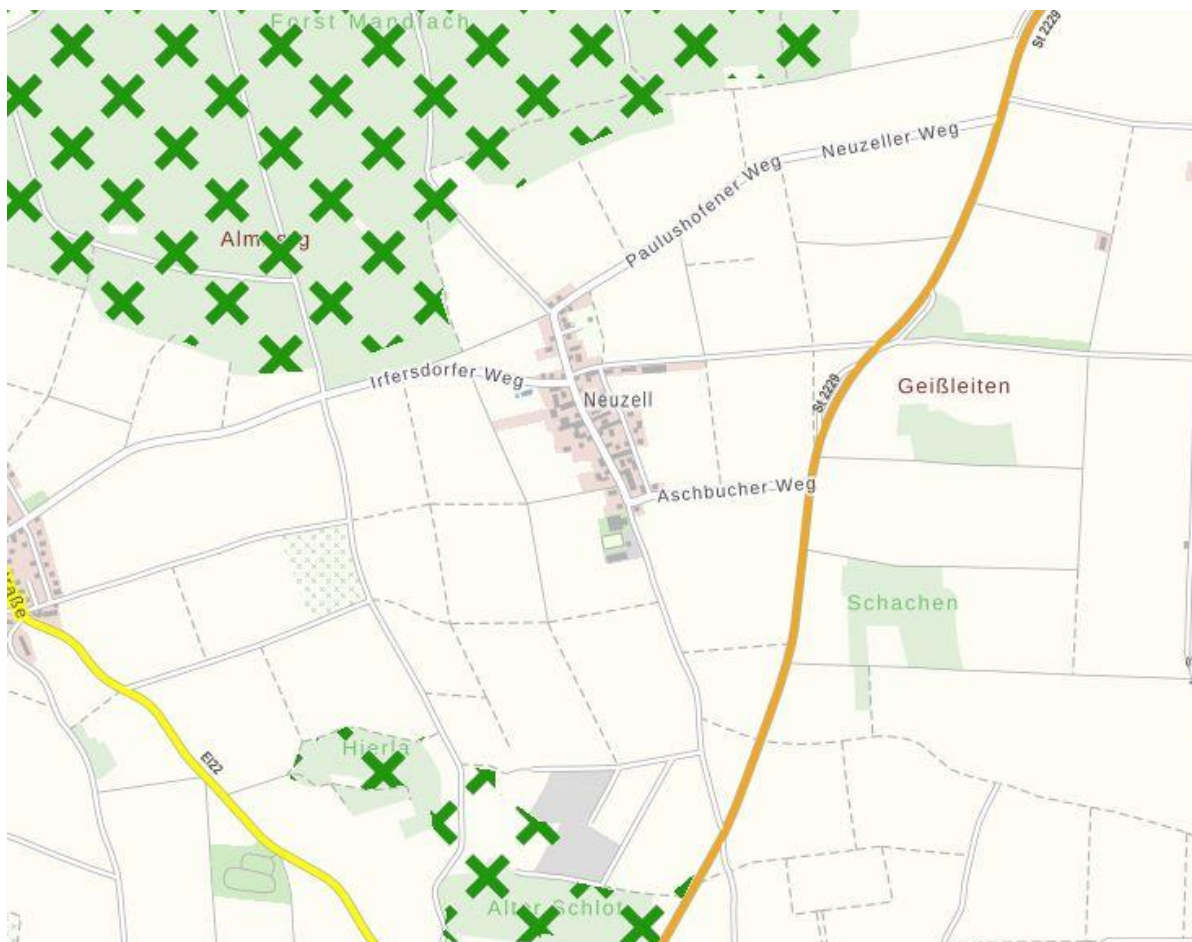 Forst Mandlach
St 2229
Neuzeller Weg
Paulushofener Weg
Irfersdorfer Weg
Neuzell
St 2229
Geißleiten
Aschbucher Weg
Schachen
EI22
Hierla
Alter Schlot